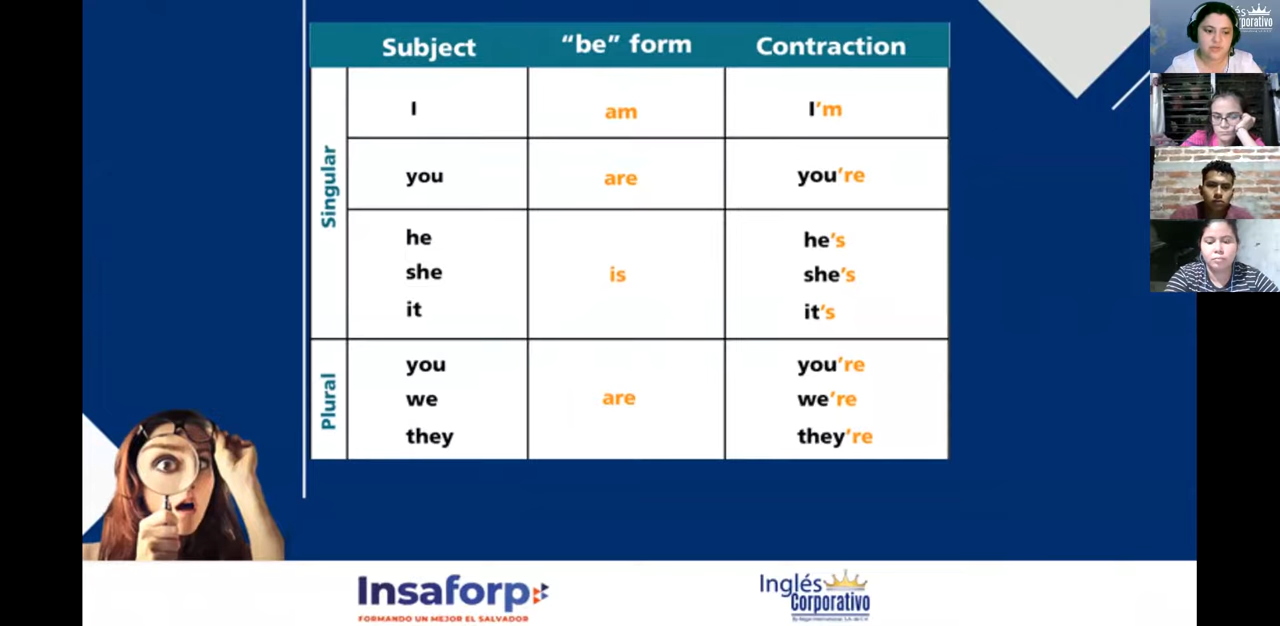 Subject "be" form Contraction
Singular
I am I'm
you are you're
he he's
she is she's
it it's
Plural
you you're
we are we're
they they're
Insaforp
FORMANDO UN MEJOR EL SALVADOR
Inglés
Corporativo